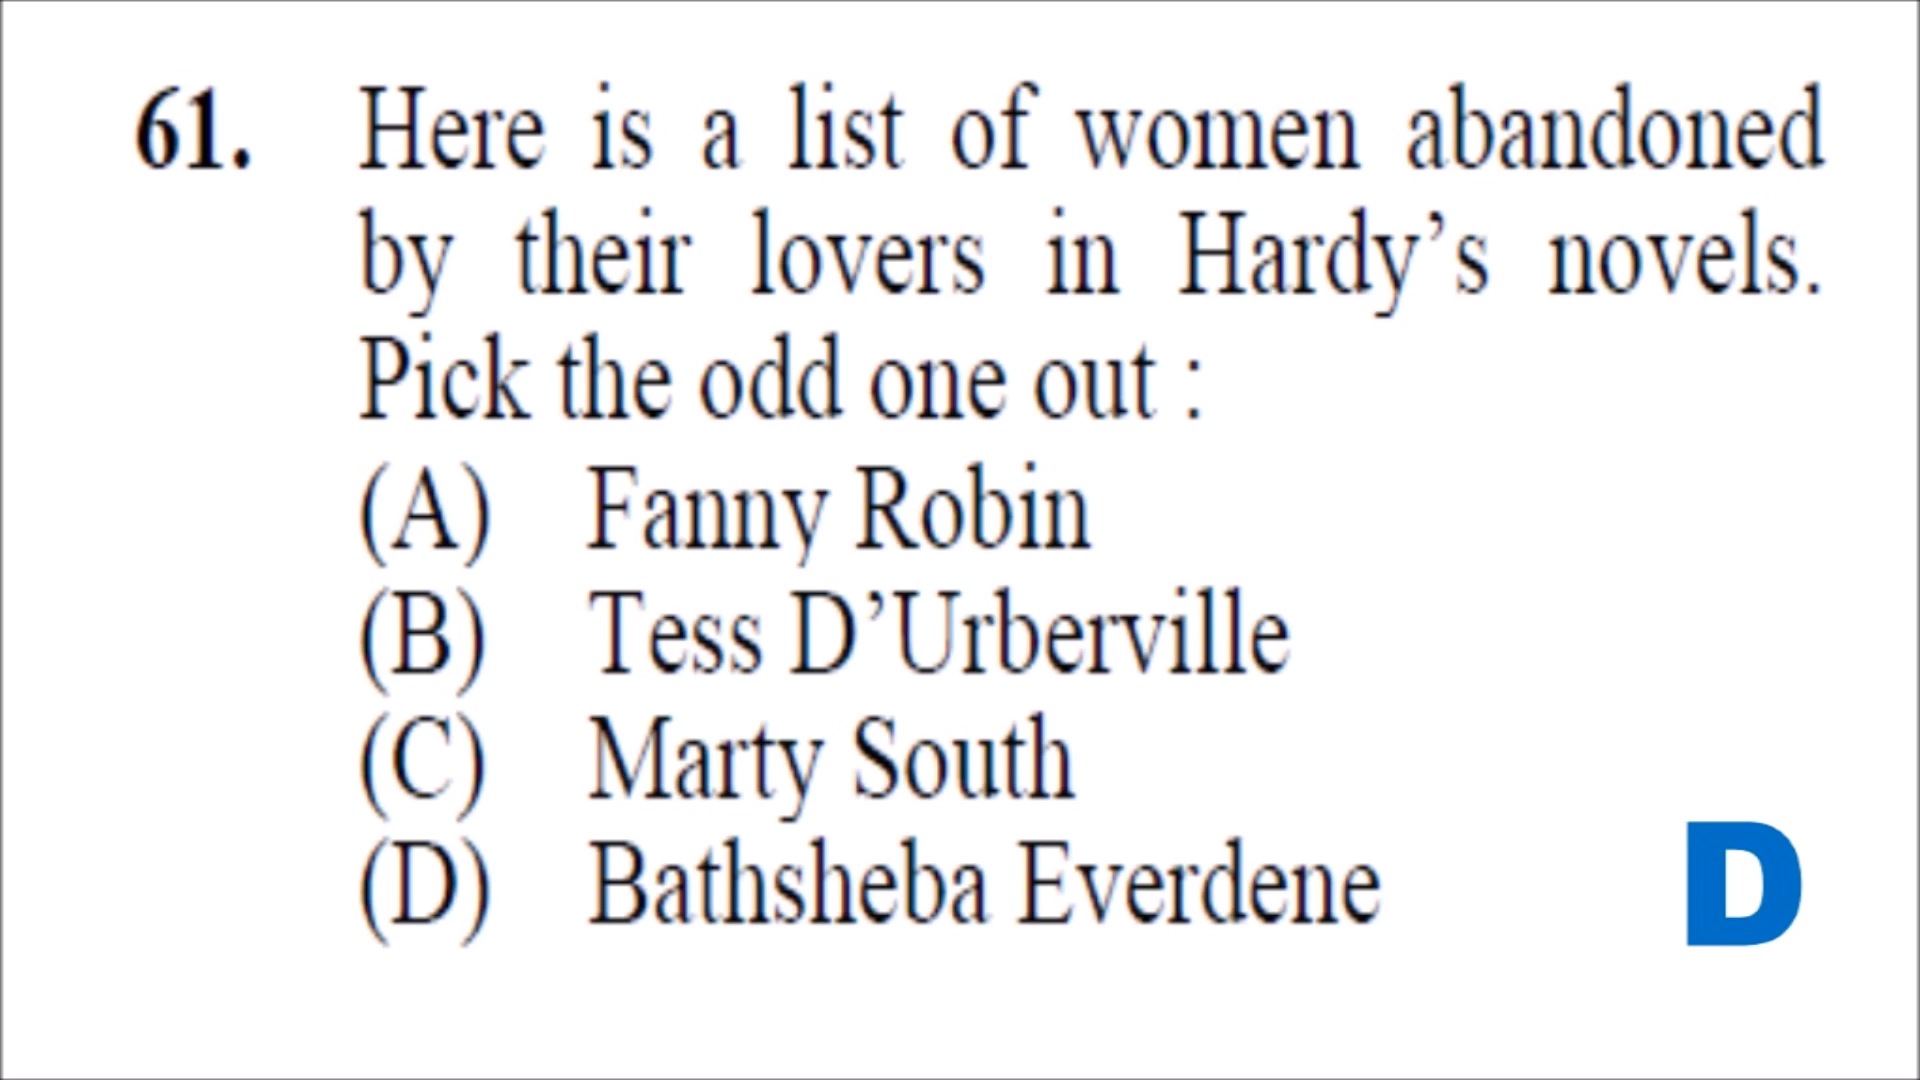 61. Here is a list of women abandoned
by their lovers in Hardy’s novels.
Pick the odd one out :
(A) Fanny Robin
(B) Tess D’Urberville
(C) Marty South
(D) Bathsheba Everdene
D